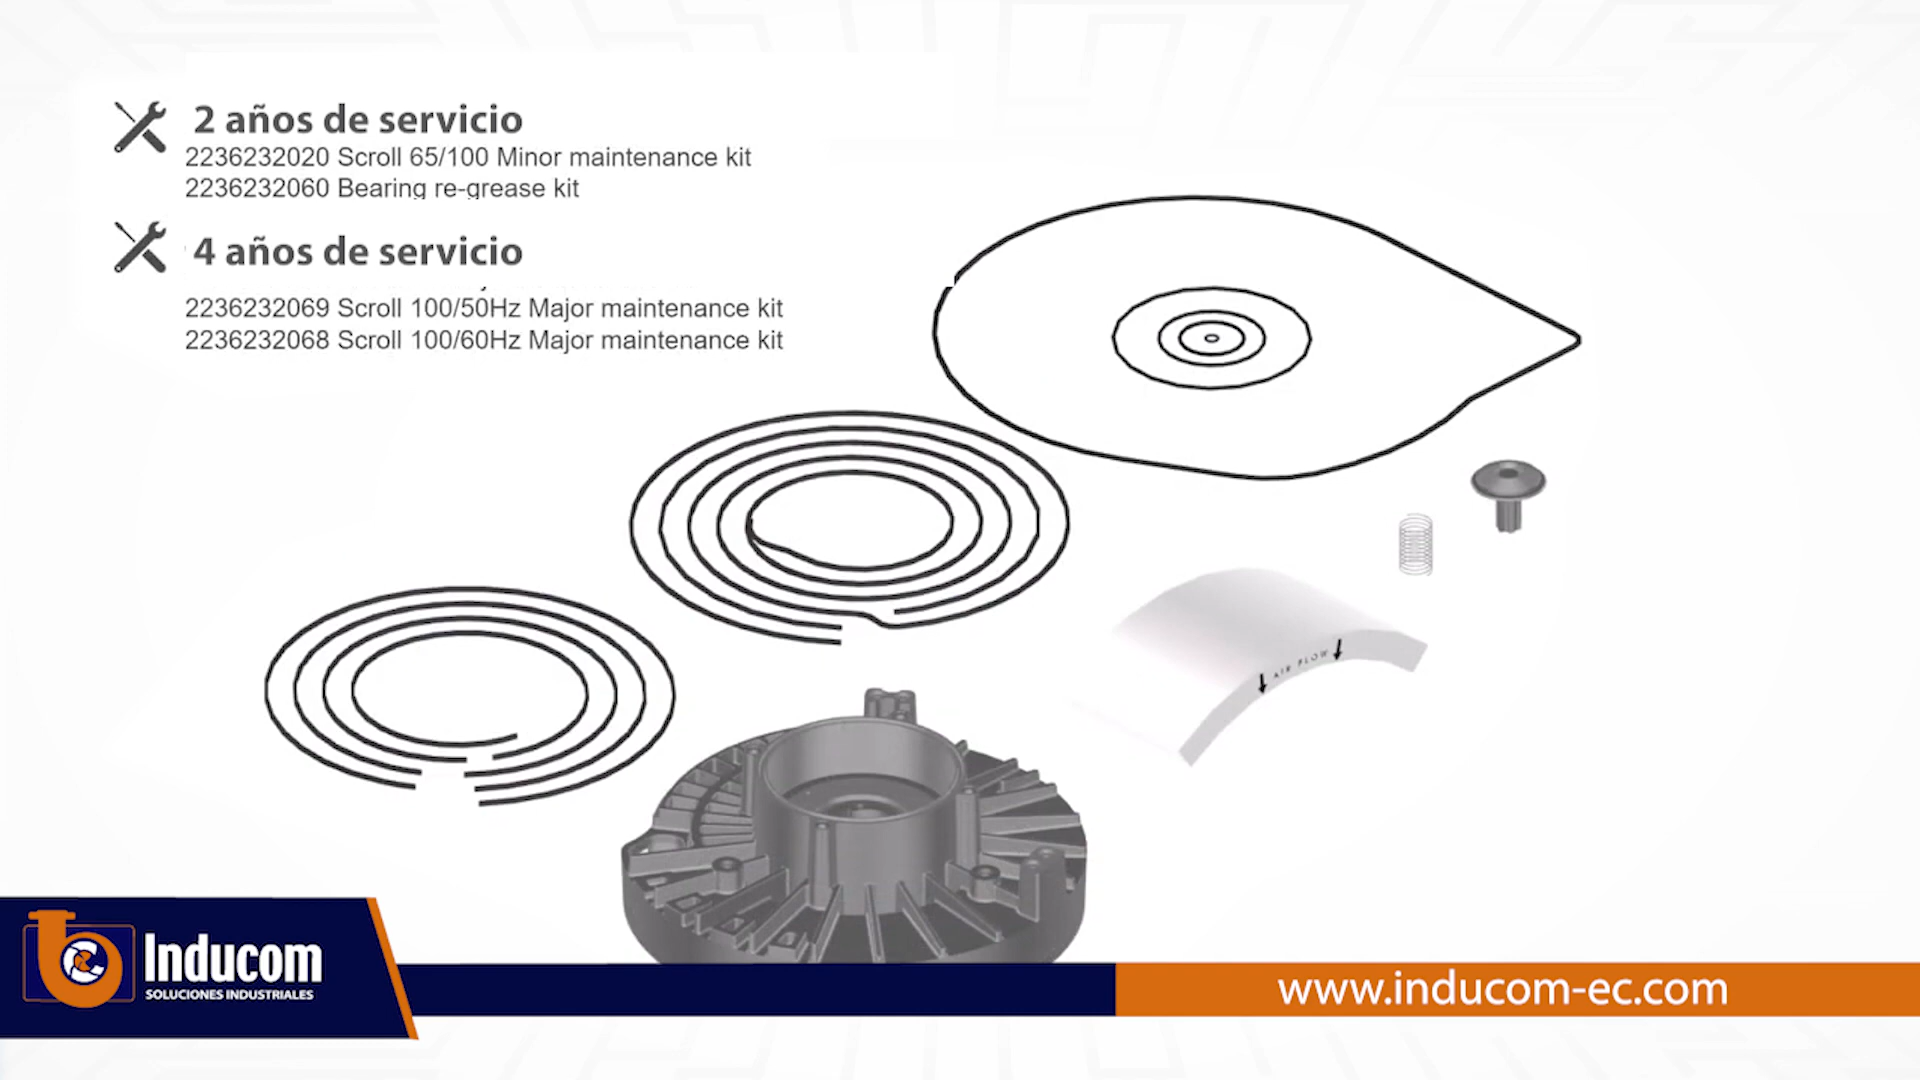 2 años de servicio
2236232020 Scroll 65/100 Minor maintenance kit
2236232060 Bearing re-grease kit
4 años de servicio
2236232069 Scroll 100/50Hz Major maintenance kit
2236232068 Scroll 100/60Hz Major maintenance kit
AIR FLOW
Inducom
SOLUCIONES INDUSTRIALES
www.inducom-ec.com